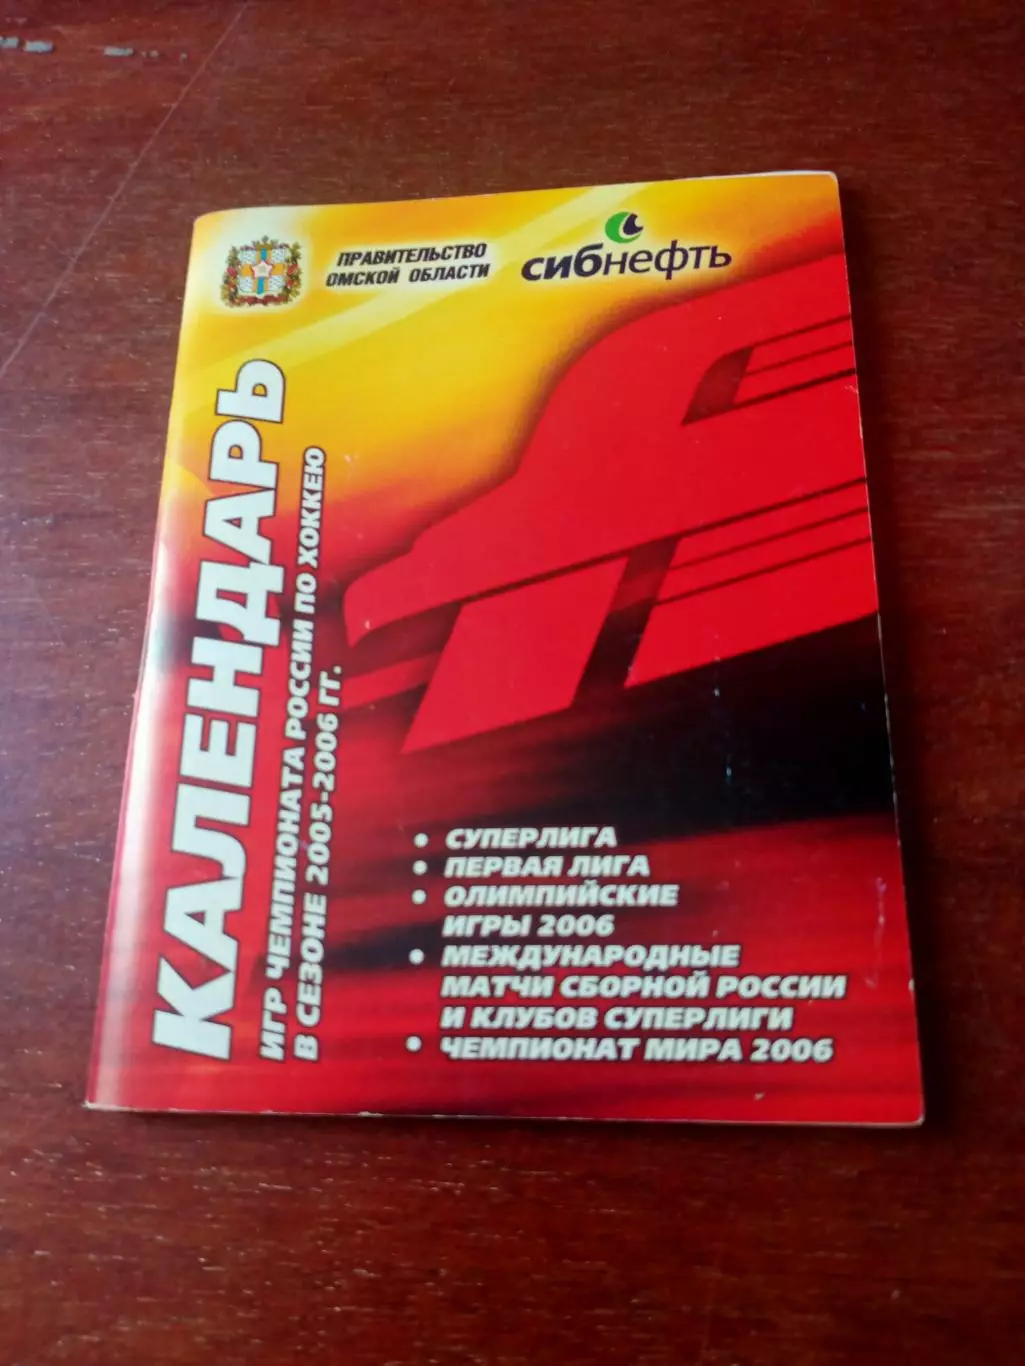 ПРАВИТЕЛЬСТВО
ОМСКОЙ ОБЛАСТИ
сибнефть
КАЛЕНДАРЬ
ИГР ЧЕМПИОНАТА РОССИИ ПО ХОККЕЮ
В СЕЗОНЕ 2005-2006 ГГ.
• СУПЕРЛИГА
• ПЕРВАЯ ЛИГА
• ОЛИМПИЙСКИЕ
ИГРЫ 2006
• МЕЖДУНАРОДНЫЕ
МАТЧИ СБОРНОЙ РОССИИ
И КЛУБОВ СУПЕРЛИГИ
• ЧЕМПИОНАТ МИРА 2006